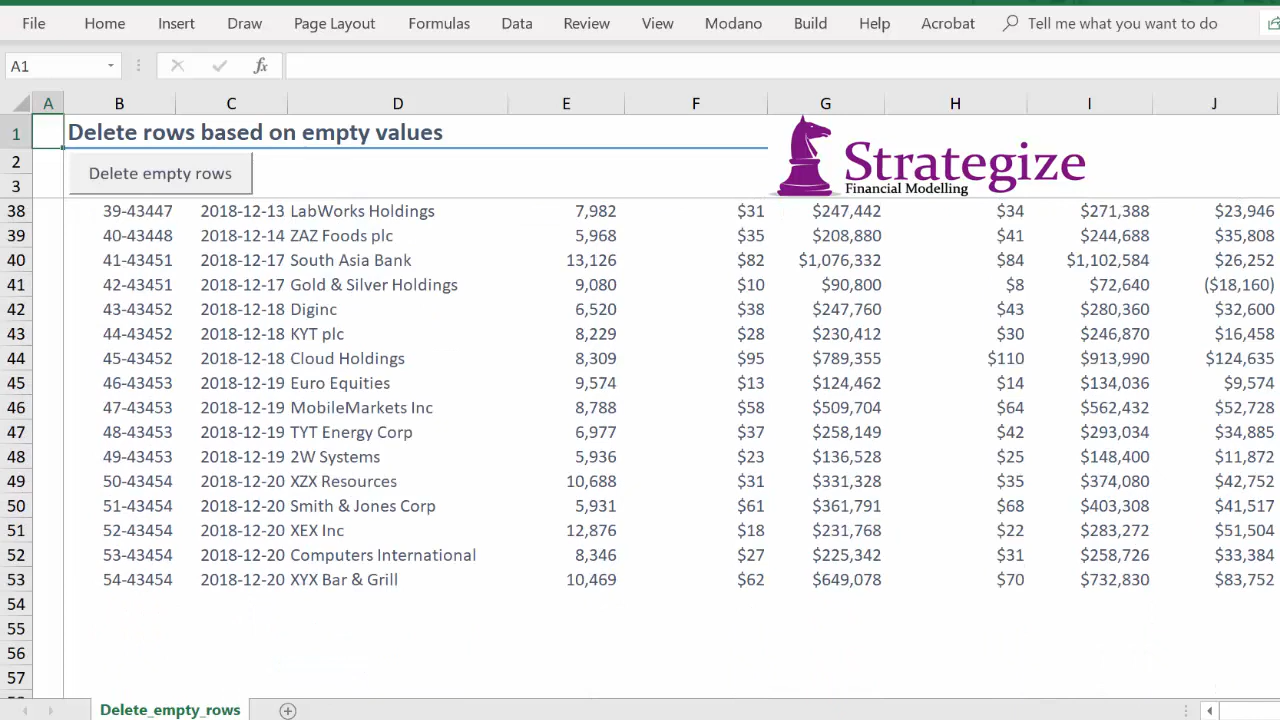 File Home Insert Draw Page Layout Formulas Data Review View Modano Build Help Acrobat Tell me what you want to do
A1 fx
A B C D E F G H I J
1 Delete rows based on empty values
Strategize
Financial Modelling
2
Delete empty rows
3
38 39-43447 2018-12-13 LabWorks Holdings 7,982 $31 $247,442 $34 $271,388 $23,946
39 40-43448 2018-12-14 ZAZ Foods plc 5,968 $35 $208,880 $41 $244,688 $35,808
40 41-43451 2018-12-17 South Asia Bank 13,126 $82 $1,076,332 $84 $1,102,584 $26,252
41 42-43451 2018-12-17 Gold & Silver Holdings 9,080 $10 $90,800 $8 $72,640 ($18,160)
42 43-43452 2018-12-18 Diginc 6,520 $38 $247,760 $43 $280,360 $32,600
43 44-43452 2018-12-18 KYT plc 8,229 $28 $230,412 $30 $246,870 $16,458
44 45-43452 2018-12-18 Cloud Holdings 8,309 $95 $789,355 $110 $913,990 $124,635
45 46-43453 2018-12-19 Euro Equities 9,574 $13 $124,462 $14 $134,036 $9,574
46 47-43453 2018-12-19 MobileMarkets Inc 8,788 $58 $509,704 $64 $562,432 $52,728
47 48-43453 2018-12-19 TYT Energy Corp 6,977 $37 $258,149 $42 $293,034 $34,885
48 49-43453 2018-12-19 2W Systems 5,936 $23 $136,528 $25 $148,400 $11,872
49 50-43454 2018-12-20 XZX Resources 10,688 $31 $331,328 $35 $374,080 $42,752
50 51-43454 2018-12-20 Smith & Jones Corp 5,931 $61 $361,791 $68 $403,308 $41,517
51 52-43454 2018-12-20 XEX Inc 12,876 $18 $231,768 $22 $283,272 $51,504
52 53-43454 2018-12-20 Computers International 8,346 $27 $225,342 $31 $258,726 $33,384
53 54-43454 2018-12-20 XYX Bar & Grill 10,469 $62 $649,078 $70 $732,830 $83,752
54
55
56
57
Delete_empty_rows